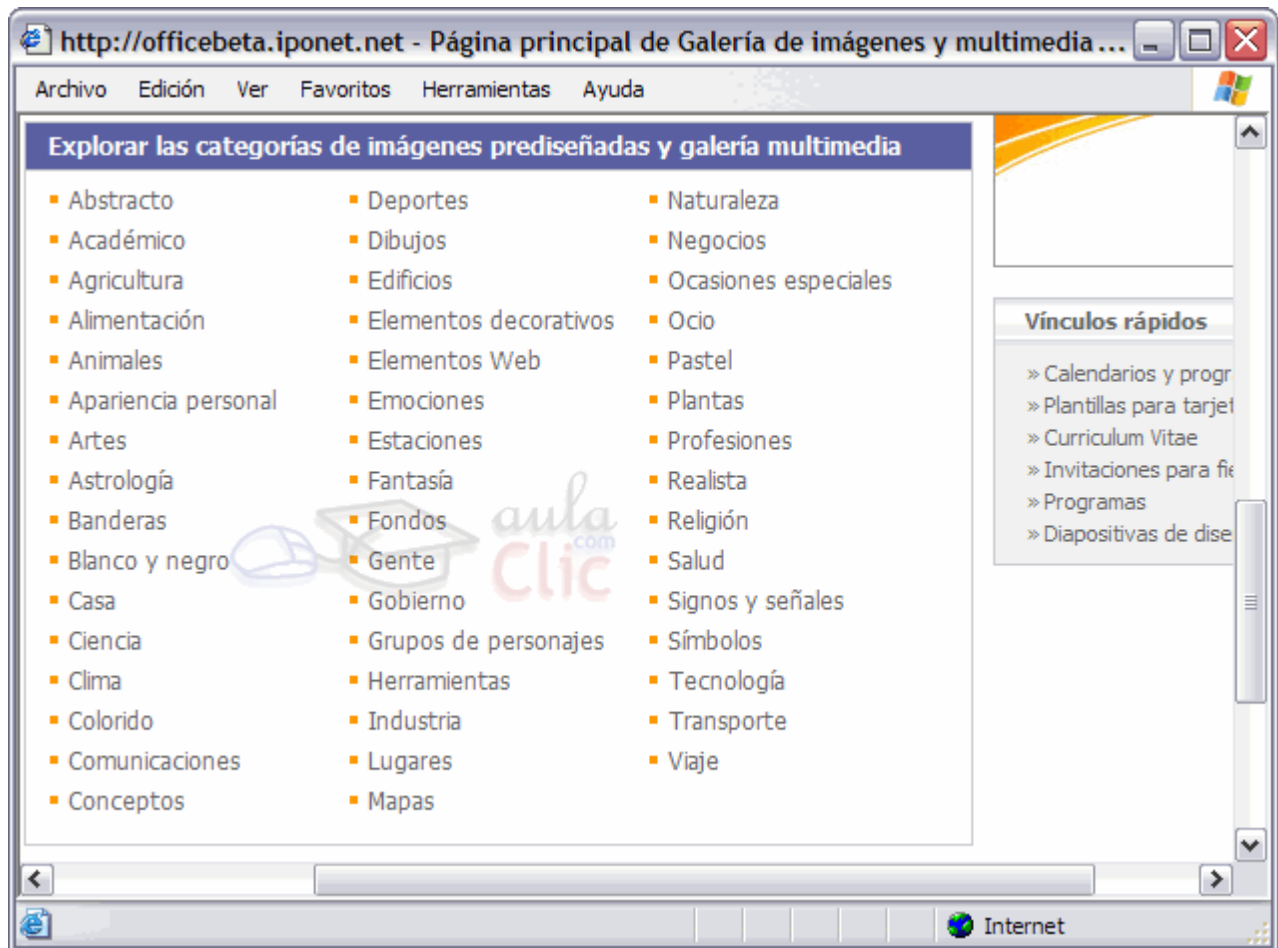 http://officebeta.iponet.net - Página principal de Galería de imágenes y multimedia ...
Archivo Edición Ver Favoritos Herramientas Ayuda
Explorar las categorías de imágenes prediseñadas y galería multimedia
Abstracto
Académico
Agricultura
Alimentación
Animales
Apariencia personal
Artes
Astrología
Banderas
Blanco y negro
Casa
Ciencia
Clima
Colorido
Comunicaciones
Conceptos
Deportes
Dibujos
Edificios
Elementos decorativos
Elementos Web
Emociones
Estaciones
Fantasía
Fondos
Gente
Gobierno
Grupos de personajes
Herramientas
Industria
Lugares
Mapas
Naturaleza
Negocios
Ocasiones especiales
Ocio
Pastel
Plantas
Profesiones
Realista
Religión
Salud
Signos y señales
Símbolos
Tecnología
Transporte
Viaje
Vínculos rápidos
» Calendarios y progr
» Plantillas para tarjet
» Curriculum Vitae
» Invitaciones para fie
» Programas
» Diapositivas de dise
aula
.com
Clic
Internet